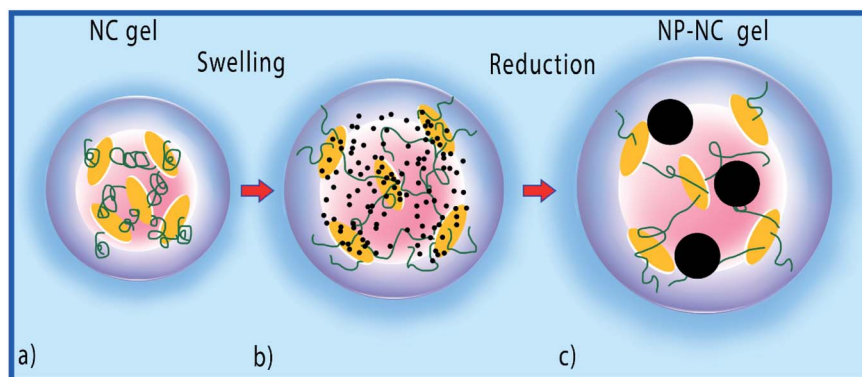 NC gel
Swelling
Reduction
NP-NC gel
a)
b)
c)